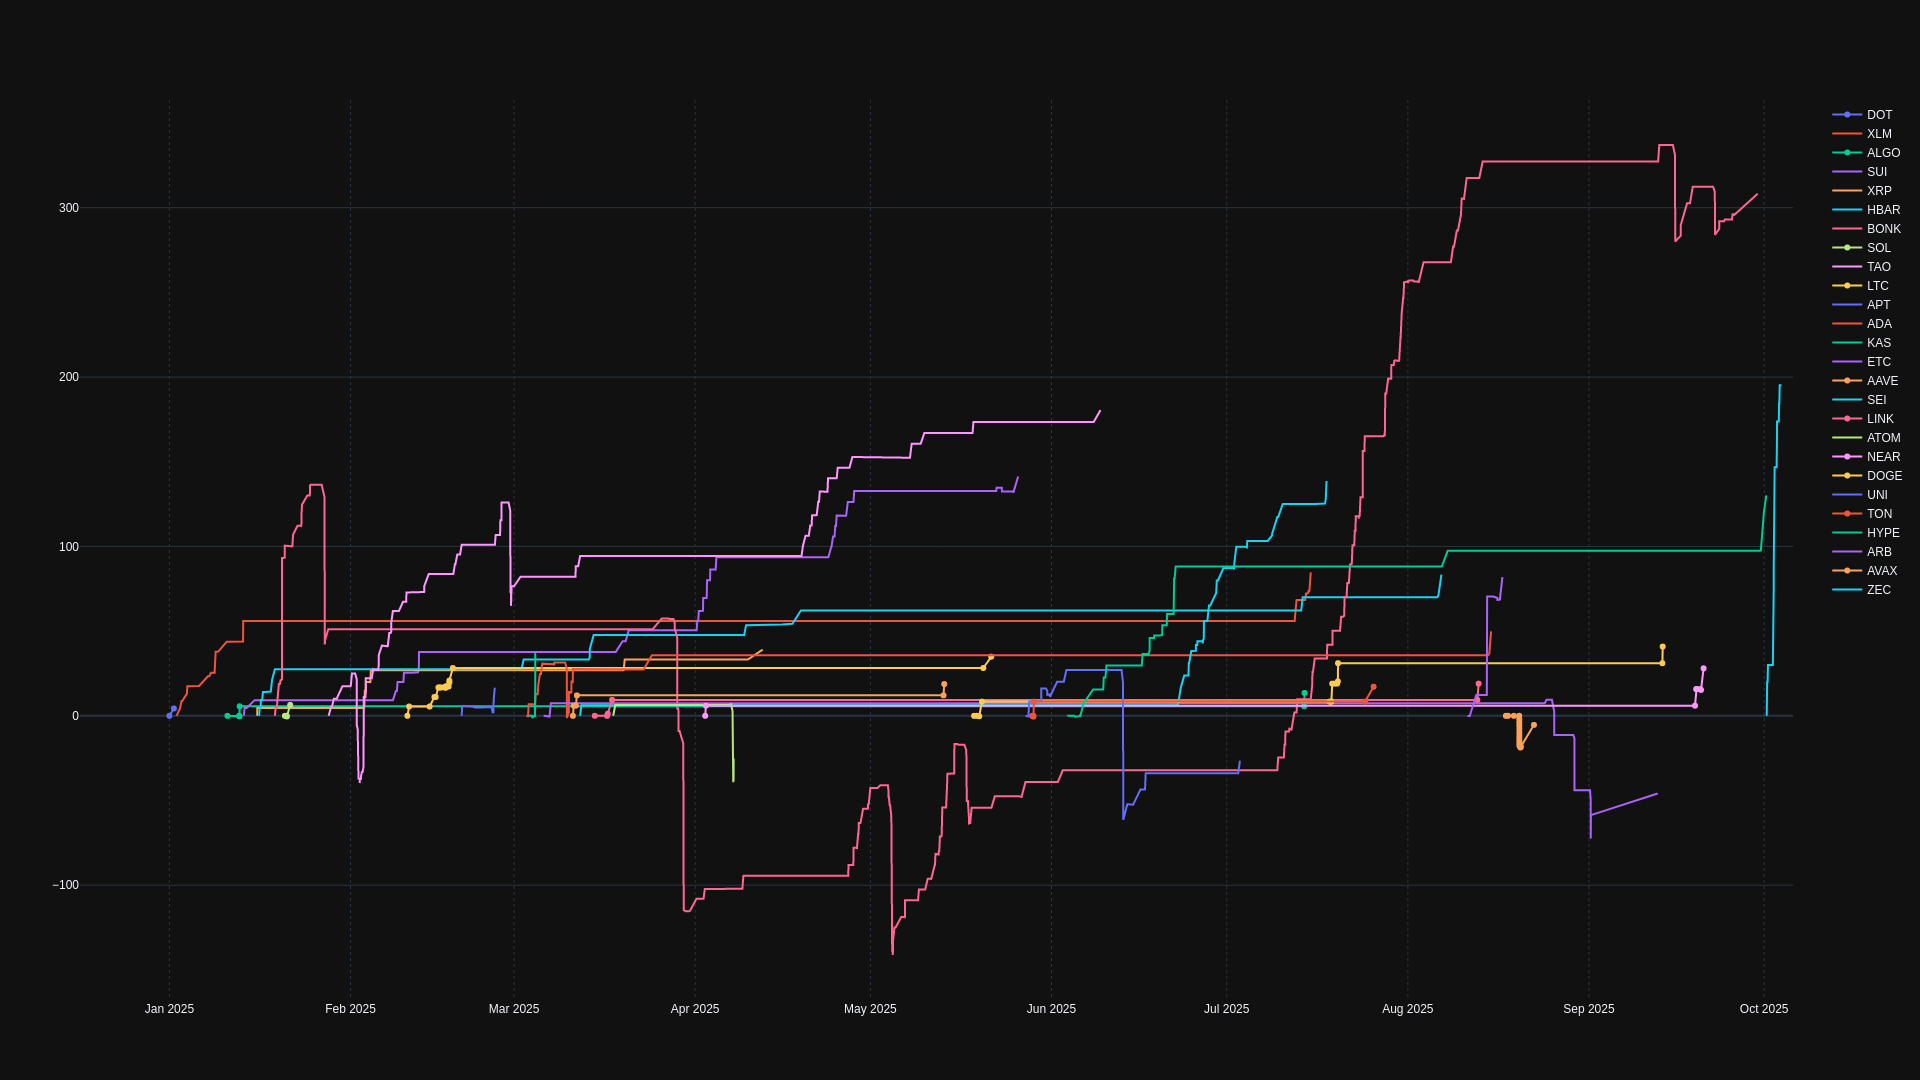 300
200
100
0
−100
Jan 2025
Feb 2025
Mar 2025
Apr 2025
May 2025
Jun 2025
Jul 2025
Aug 2025
Sep 2025
Oct 2025
DOT
XLM
ALGO
SUI
XRP
HBAR
BONK
SOL
TAO
LTC
APT
ADA
KAS
ETC
AAVE
SEI
LINK
ATOM
NEAR
DOGE
UNI
TON
HYPE
ARB
AVAX
ZEC